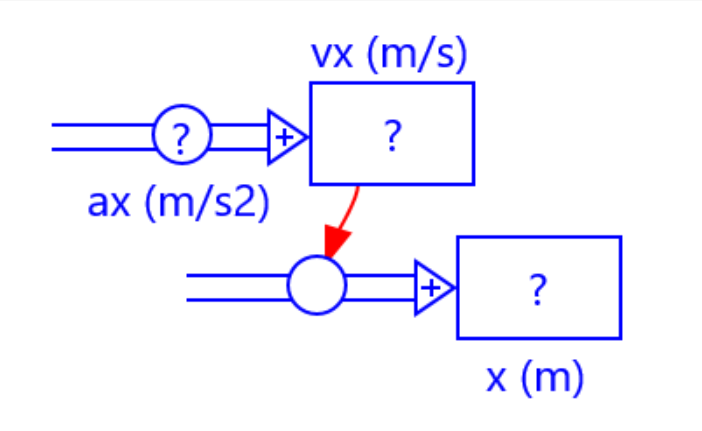 vx (m/s)
?
+
?
ax (m/s2)
+
?
x (m)